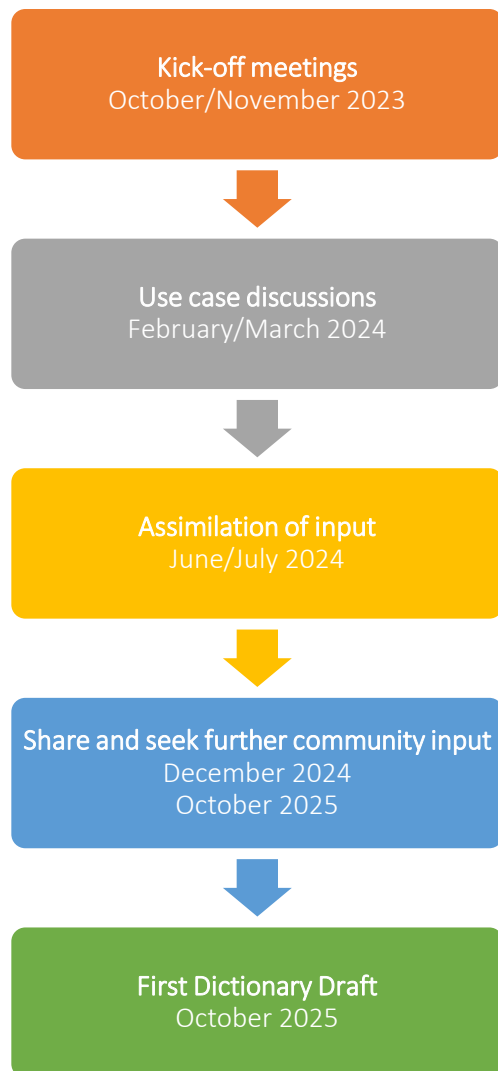 Kick-off meetings
October/November 2023
Use case discussions
February/March 2024
Assimilation of input
June/July 2024
Share and seek further community input
December 2024
October 2025
First Dictionary Draft
October 2025